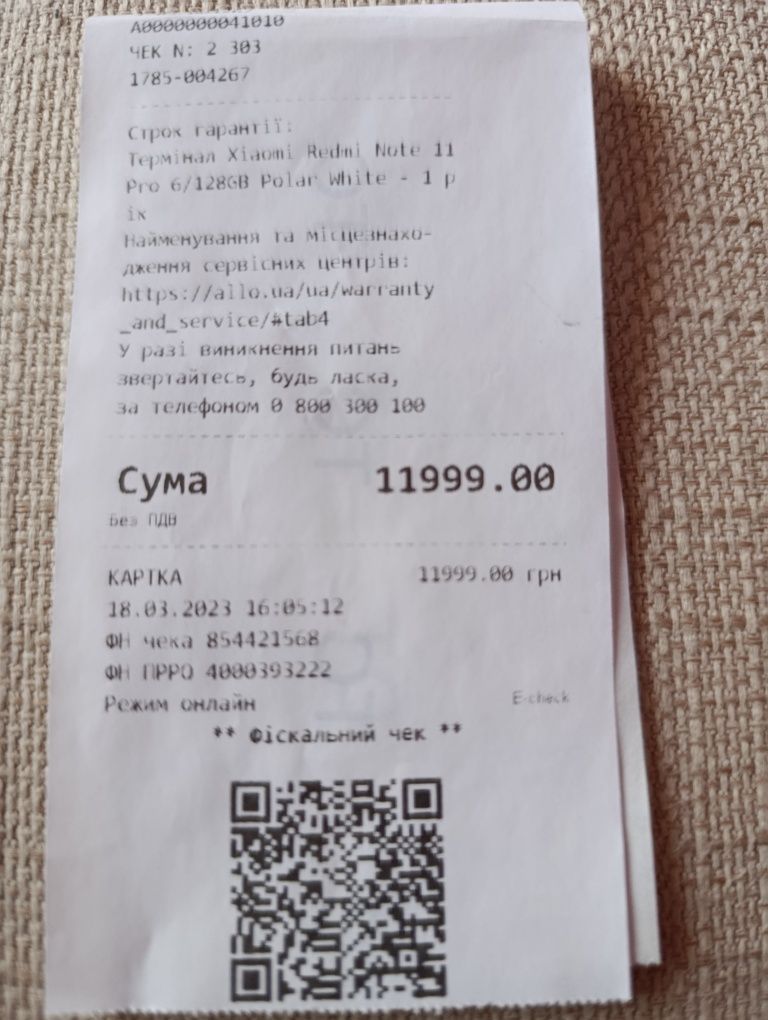 A0000000041010
ЧЕК N: 2 303
1785-004267
Строк гарантії:
Термінал Xiaomi Redmi Note 11
Pro 6/128GB Polar White - 1 р
ік
Найменування та місцезнахо-
дження сервісних центрів:
https://allo.ua/ua/warranty
_and_service/#tab4
У разі виникнення питань
звертайтесь, будь ласка,
за телефоном 0 800 300 100
Сума 11999.00
Без ПДВ
КАРТКА 11999.00 грн
18.03.2023 16:05:12
ФН чека 854421568
ФН ПРРО 4000393222
Режим онлайн E-check
** Фіскальний чек **